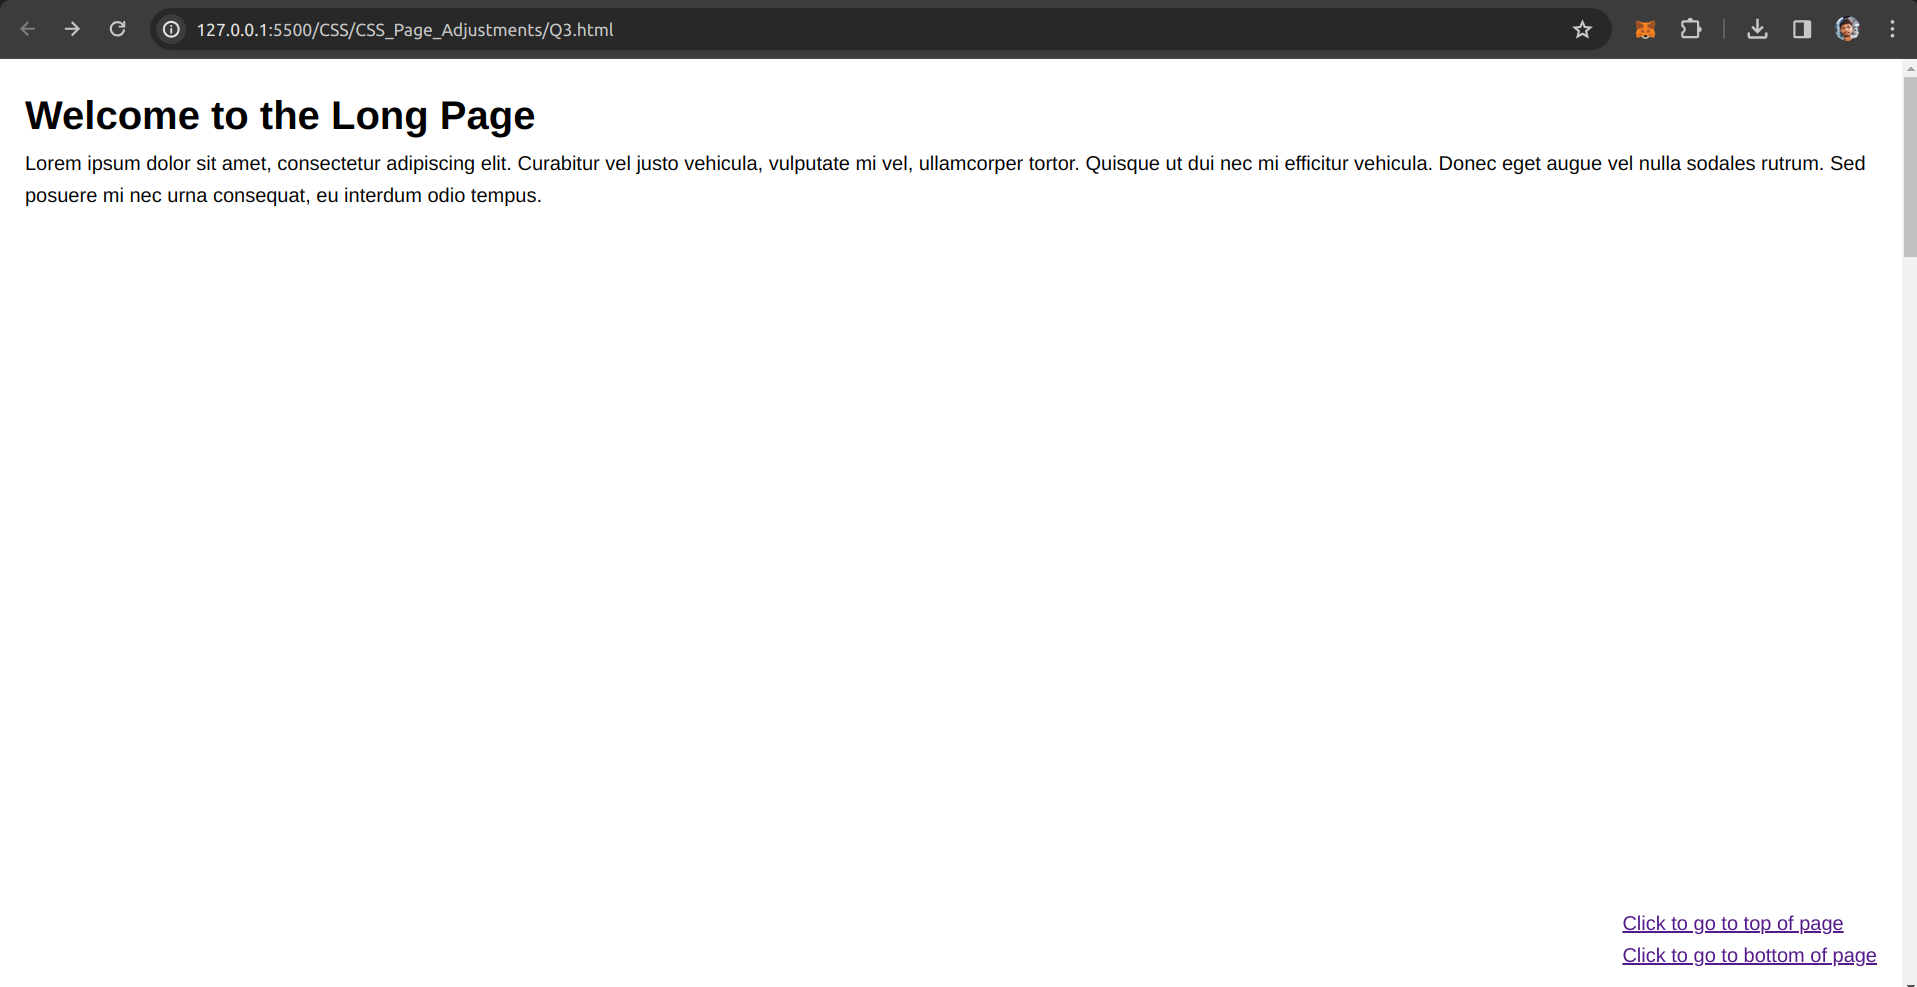 127.0.0.1:5500/CSS/CSS_Page_Adjustments/Q3.html
Welcome to the Long Page
Lorem ipsum dolor sit amet, consectetur adipiscing elit. Curabitur vel justo vehicula, vulputate mi vel, ullamcorper tortor. Quisque ut dui nec mi efficitur vehicula. Donec eget augue vel nulla sodales rutrum. Sed
posuere mi nec urna consequat, eu interdum odio tempus.
Click to go to top of page
Click to go to bottom of page